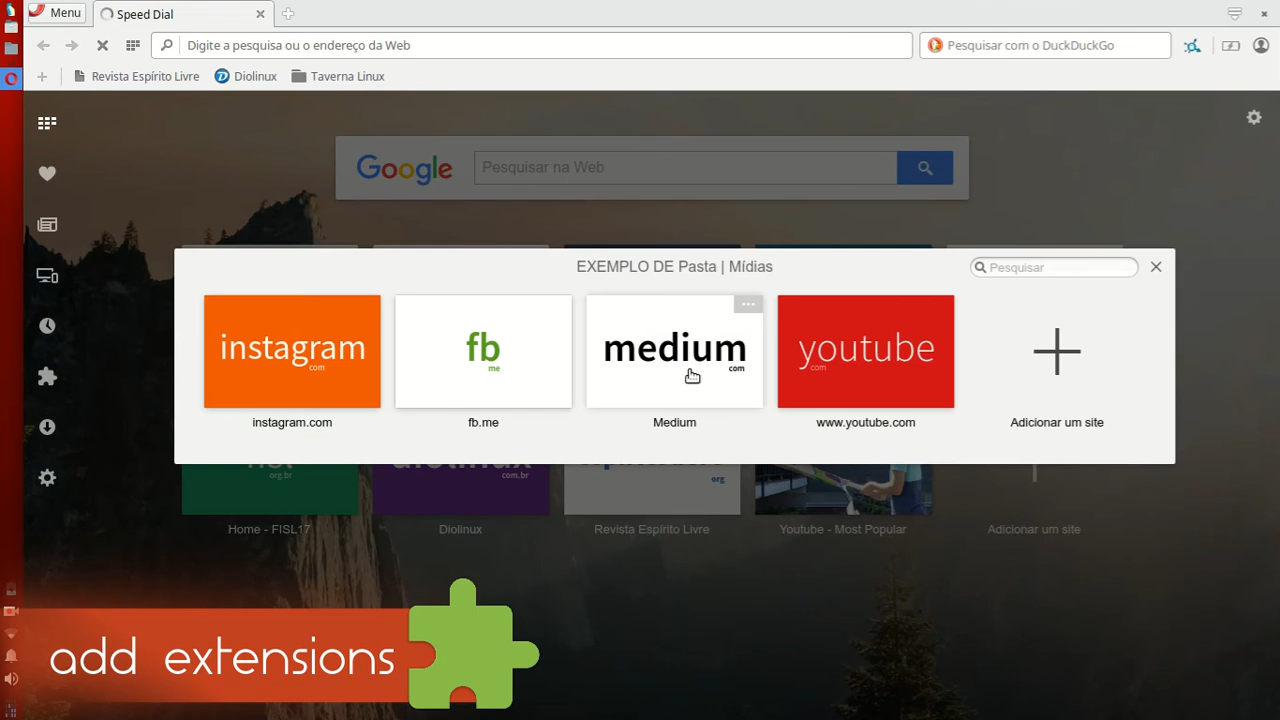 Menu
Speed Dial
Digite a pesquisa ou o endereço da Web
Pesquisar com o DuckDuckGo
Revista Espírito Livre
Diolinux
Taverna Linux
Google
Pesquisar na Web
EXEMPLO DE Pasta | Mídias
Pesquisar
instagram
com
fb
me
medium
com
youtube
com
instagram.com
fb.me
Medium
www.youtube.com
Adicionar um site
org.br
diolinux
com.br
org
Home - FISL17
Diolinux
Revista Espírito Livre
Youtube - Most Popular
Adicionar um site
add extensions